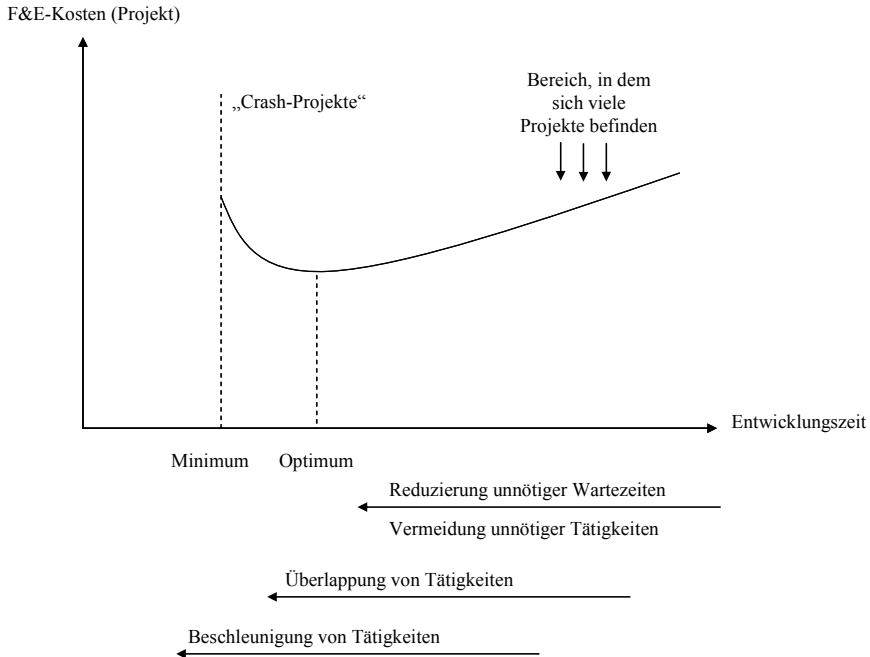 F&E-Kosten (Projekt)
„Crash-Projekte“
Bereich, in dem
sich viele
Projekte befinden
Entwicklungszeit
Minimum
Optimum
Reduzierung unnötiger Wartezeiten
Vermeidung unnötiger Tätigkeiten
Überlappung von Tätigkeiten
Beschleunigung von Tätigkeiten